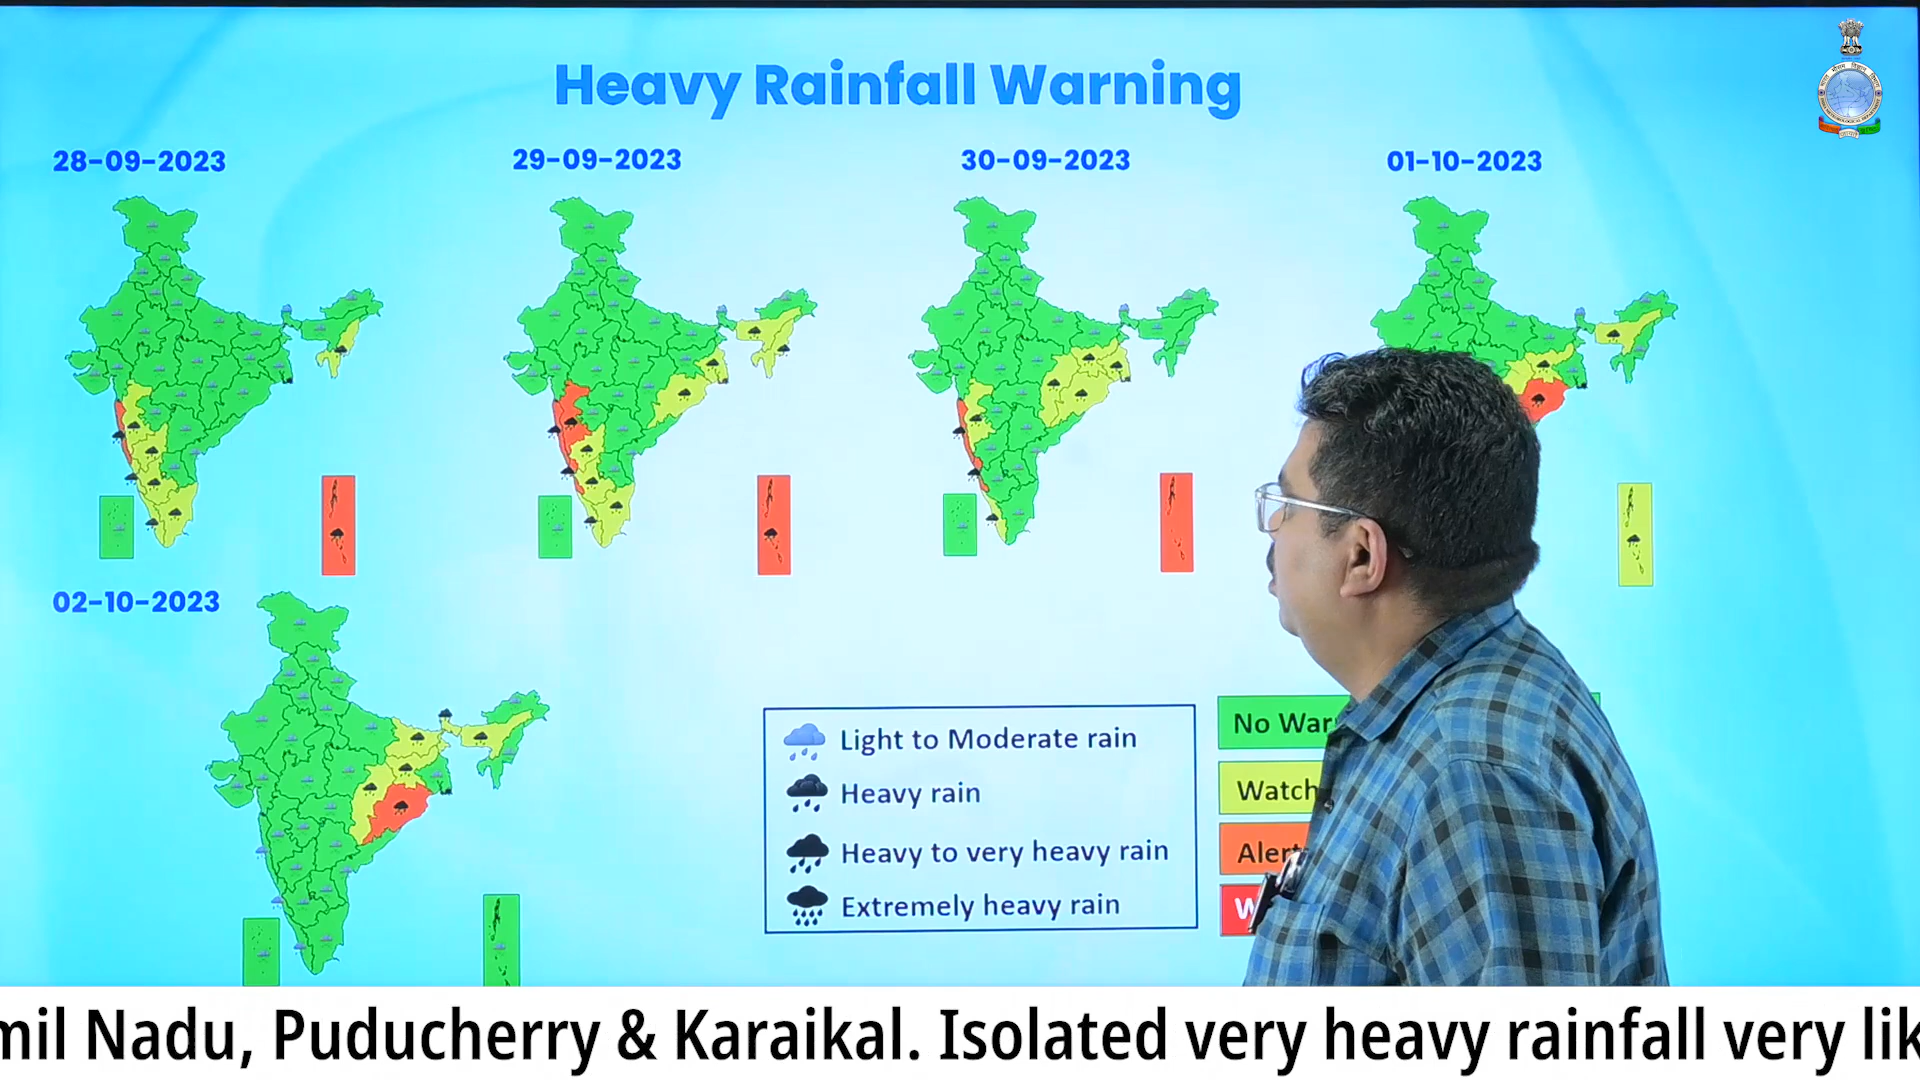 Heavy Rainfall Warning
28-09-2023
29-09-2023
30-09-2023
01-10-2023
02-10-2023
Light to Moderate rain
Heavy rain
Heavy to very heavy rain
Extremely heavy rain
No War
Watch
Alert
W
mil Nadu, Puducherry & Karaikal. Isolated very heavy rainfall very lik